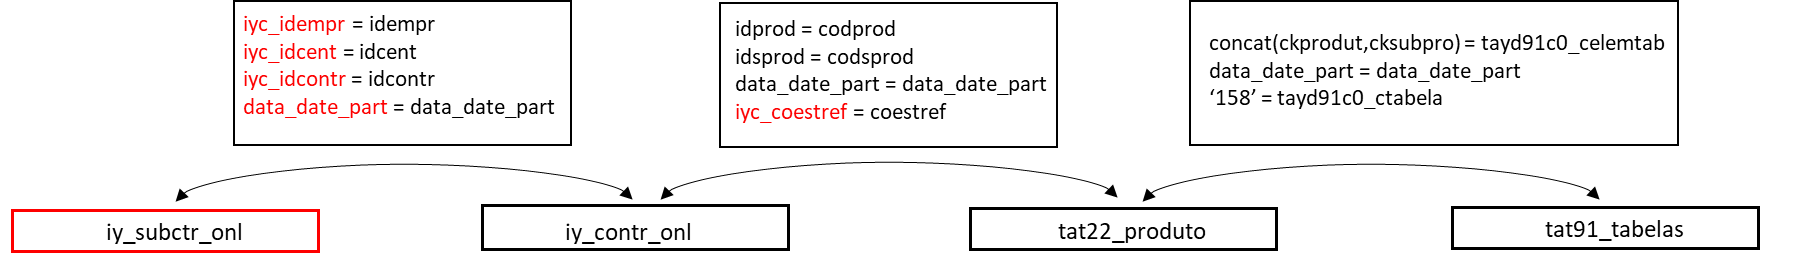 iyc_idempr = idempr
iyc_idcent = idcent
iyc_idcontr = idcontr
data_date_part = data_date_part
idprod = codprod
idsprod = codsprod
data_date_part = data_date_part
iyc_coestref = coestref
concat(ckprodut,cksubpro) = tayd91c0_celemtab
data_date_part = data_date_part
‘158’ = tayd91c0_ctabela
iy_subctr_onl
iy_contr_onl
tat22_produto
tat91_tabelas